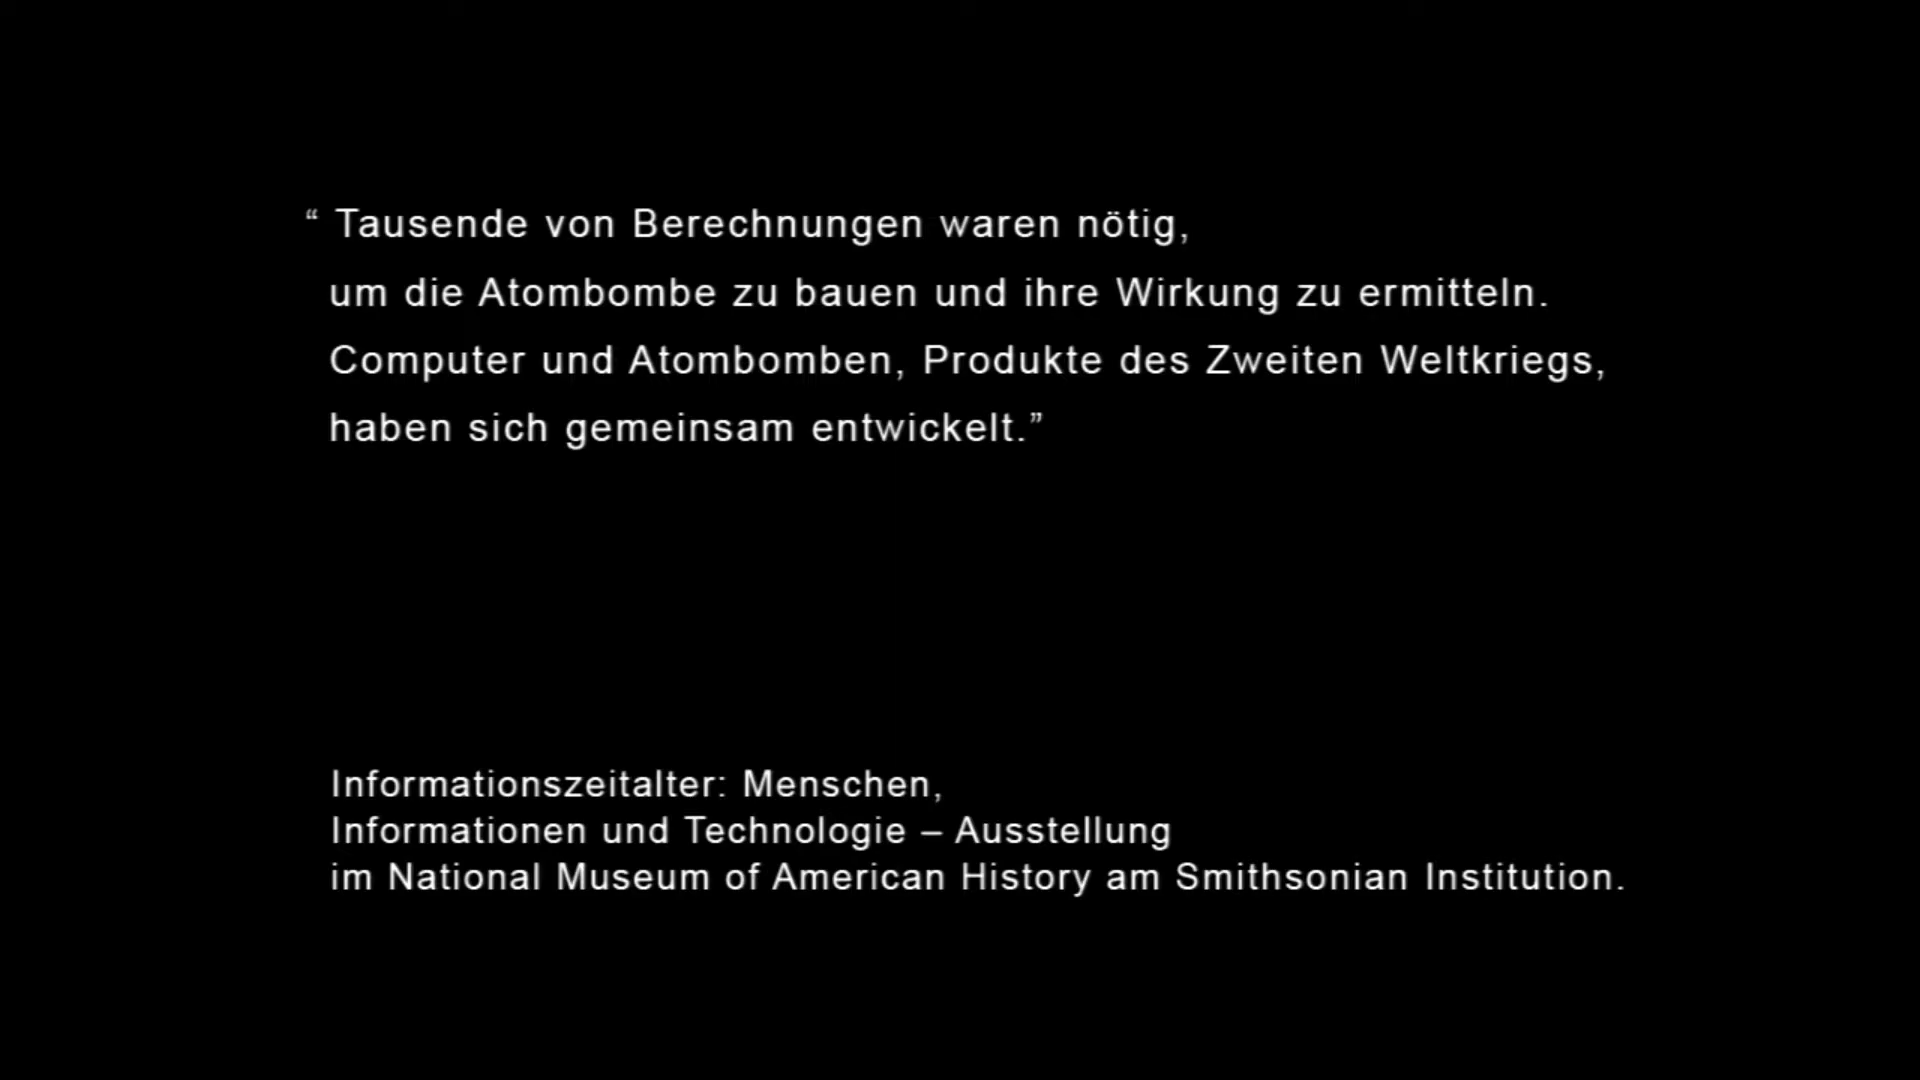 “ Tausende von Berechnungen waren nötig,
um die Atombombe zu bauen und ihre Wirkung zu ermitteln.
Computer und Atombomben, Produkte des Zweiten Weltkriegs,
haben sich gemeinsam entwickelt.”
Informationszeitalter: Menschen,
Informationen und Technologie – Ausstellung
im National Museum of American History am Smithsonian Institution.